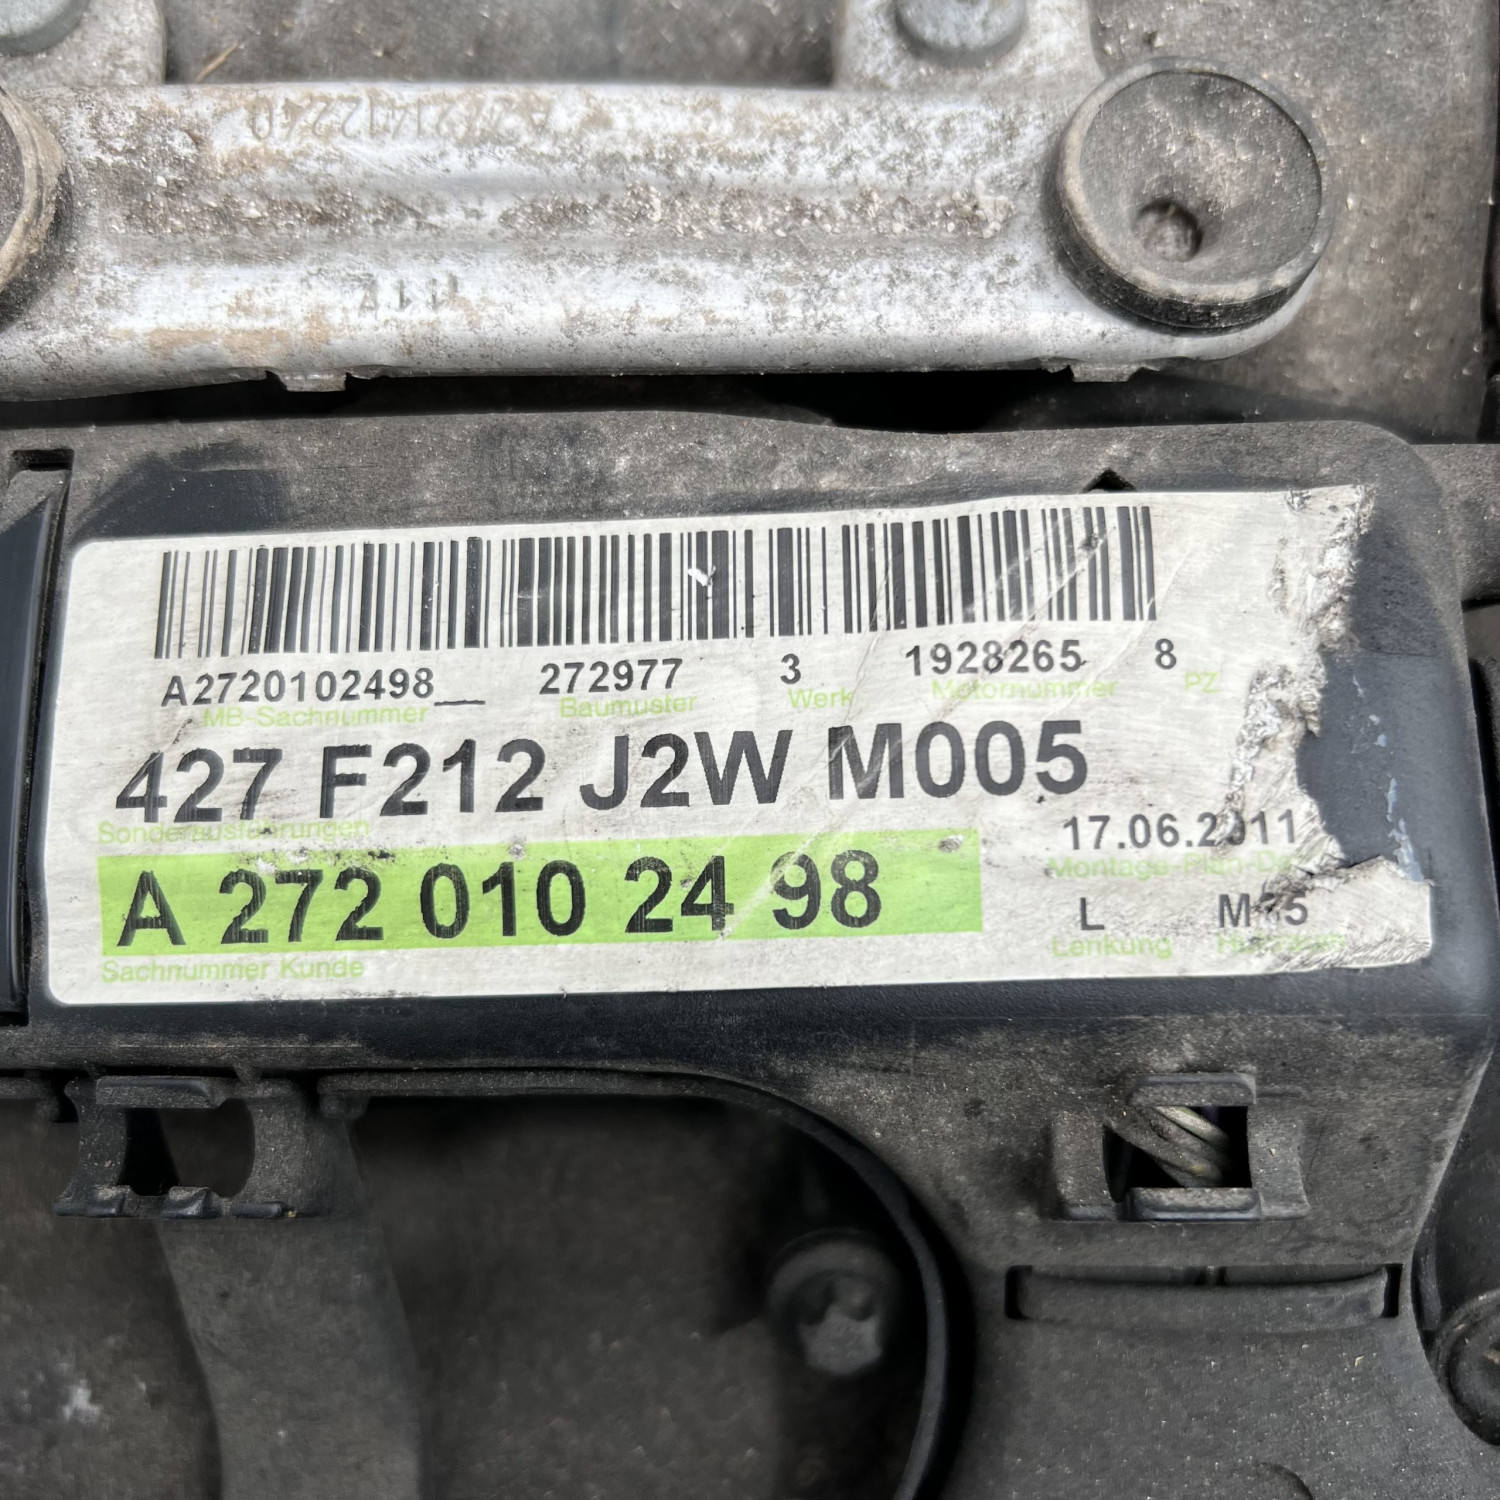 A2720102498__ 272977 3 1928265 8
MB-Sachnummer Baumuster Werk Motornummer PZ
427 F212 J2W M005
Sonderausführungen
17.06.2011
A 272 010 24 98
L
Lenkung
Sachnummer Kunde